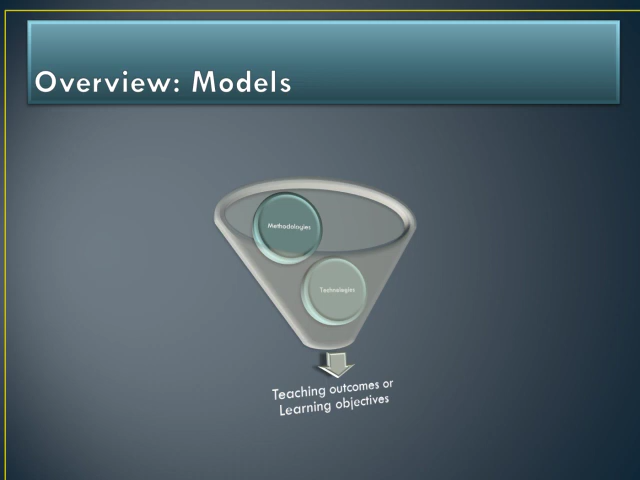 Overview: Models
Methodologies
Technologies
Teaching outcomes or
Learning objectives